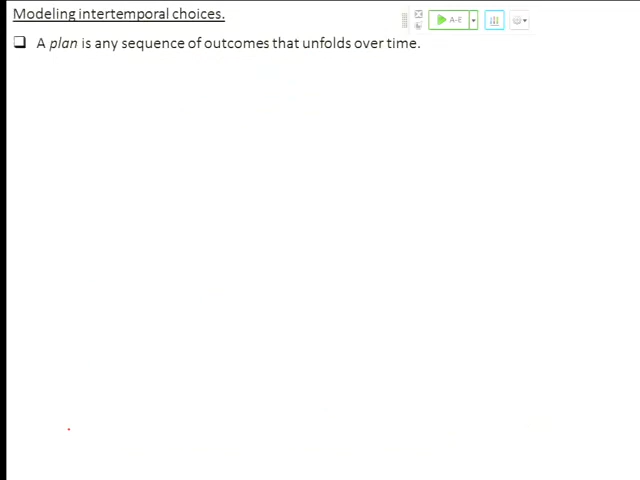 Modeling intertemporal choices.
A-E
❑ A plan is any sequence of outcomes that unfolds over time.